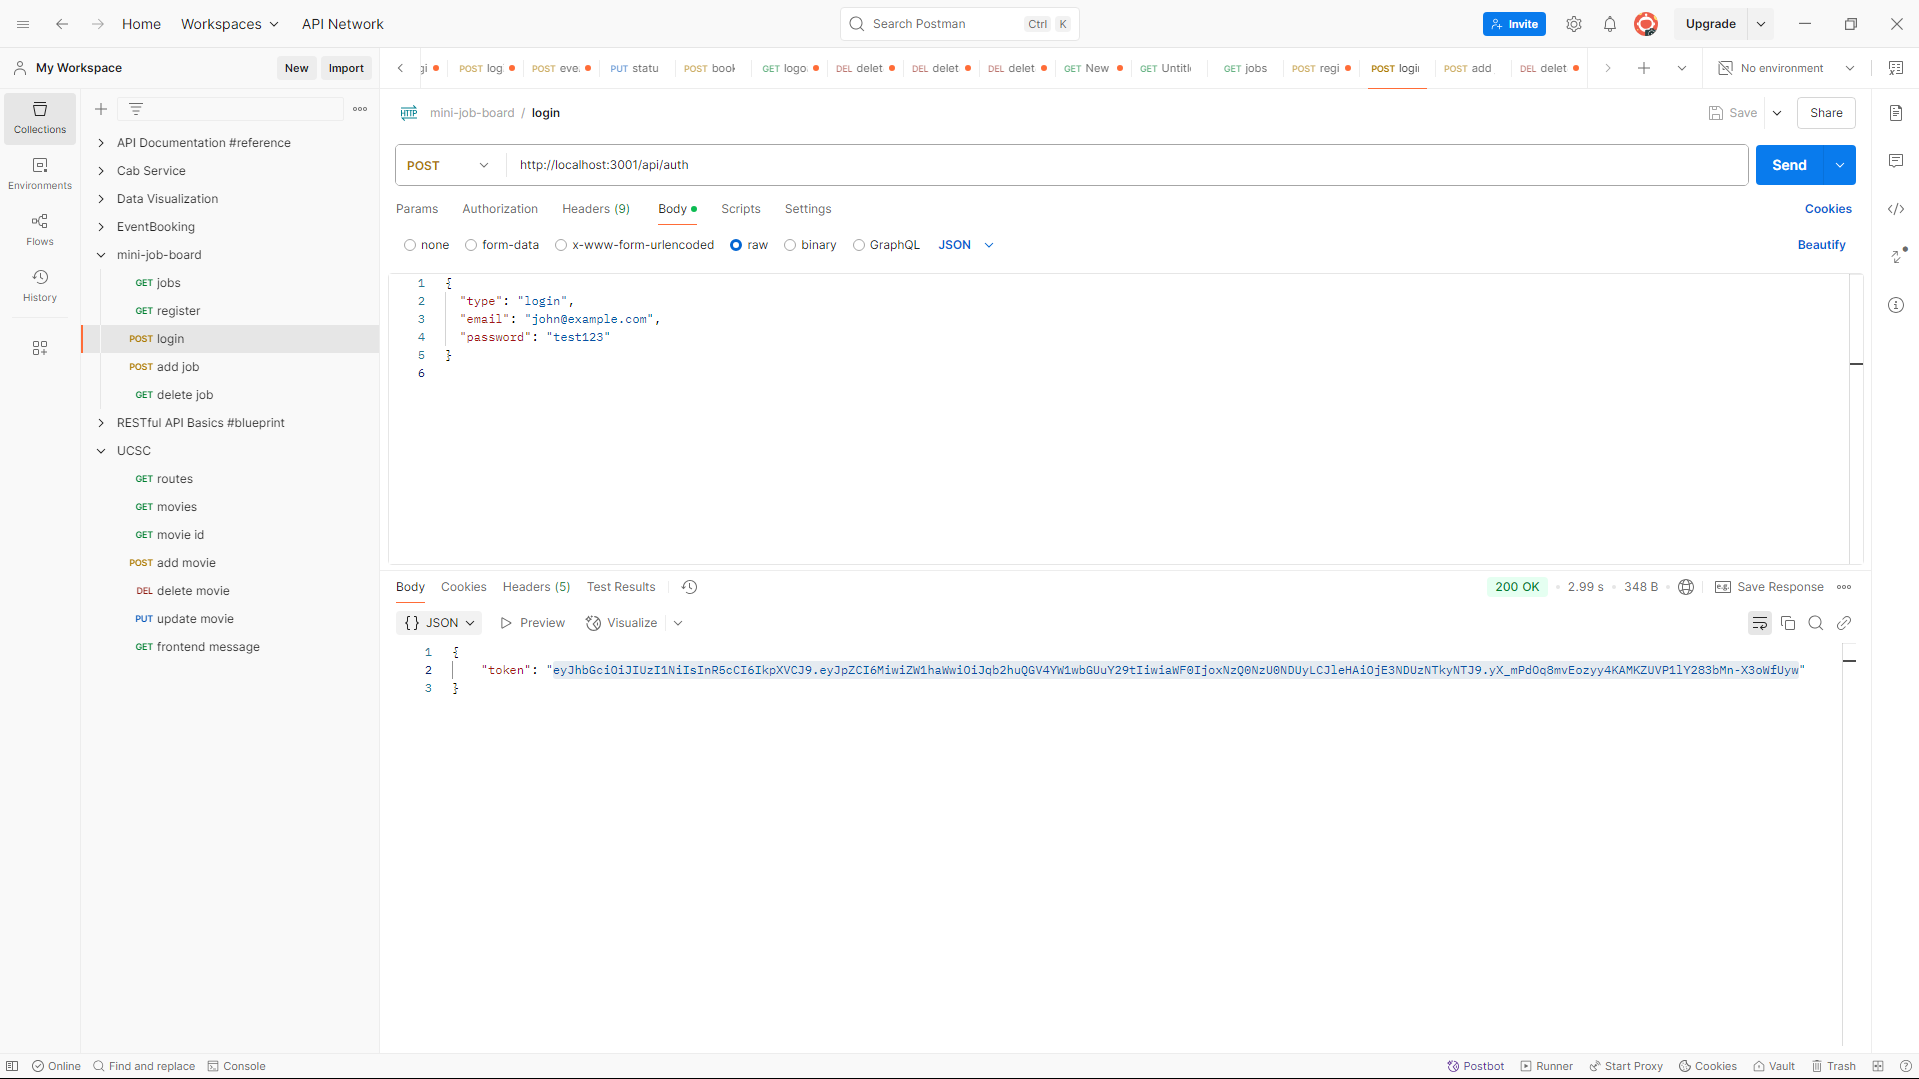 Home Workspaces API Network Search Postman Ctrl K Invite Upgrade
My Workspace New Import
gi POST log POST eve PUT statu POST book GET logo DEL delet DEL delet DEL delet GET New GET Untitl GET jobs POST regi POST logi POST add DEL delet No environment
Collections
Environments
Flows
History
API Documentation #reference
Cab Service
Data Visualization
EventBooking
mini-job-board
GET jobs
GET register
POST login
POST add job
GET delete job
RESTful API Basics #blueprint
UCSC
GET routes
GET movies
GET movie id
POST add movie
DEL delete movie
PUT update movie
GET frontend message
HTTP mini-job-board / login Save Share
POST http://localhost:3001/api/auth Send
Params Authorization Headers (9) Body Scripts Settings Cookies
none form-data x-www-form-urlencoded raw binary GraphQL JSON Beautify
1 {
2 "type": "login",
3 "email": "john@example.com",
4 "password": "test123"
5 }
6
Body Cookies Headers (5) Test Results 200 OK • 2.99 s • 348 B e.g. Save Response
{} JSON Preview Visualize
1 {
2 "token": "eyJhbGciOiJIUzI1NiIsInR5cCI6IkpXVCJ9.eyJpZCI6MiwiZW1haWwiOiJqb2huQGV4YW1wbGUuY29tIiwiaWF0IjoxNzQ0NzU0NDUyLCJleHAiOjE3NDUzNTkyNTJ9.yX_mPdOq8mvEozyy4KAMKZUVP1lY283bMn-X3oWfUyw"
3 }
Online Find and replace Console Postbot Runner Start Proxy Cookies Vault Trash